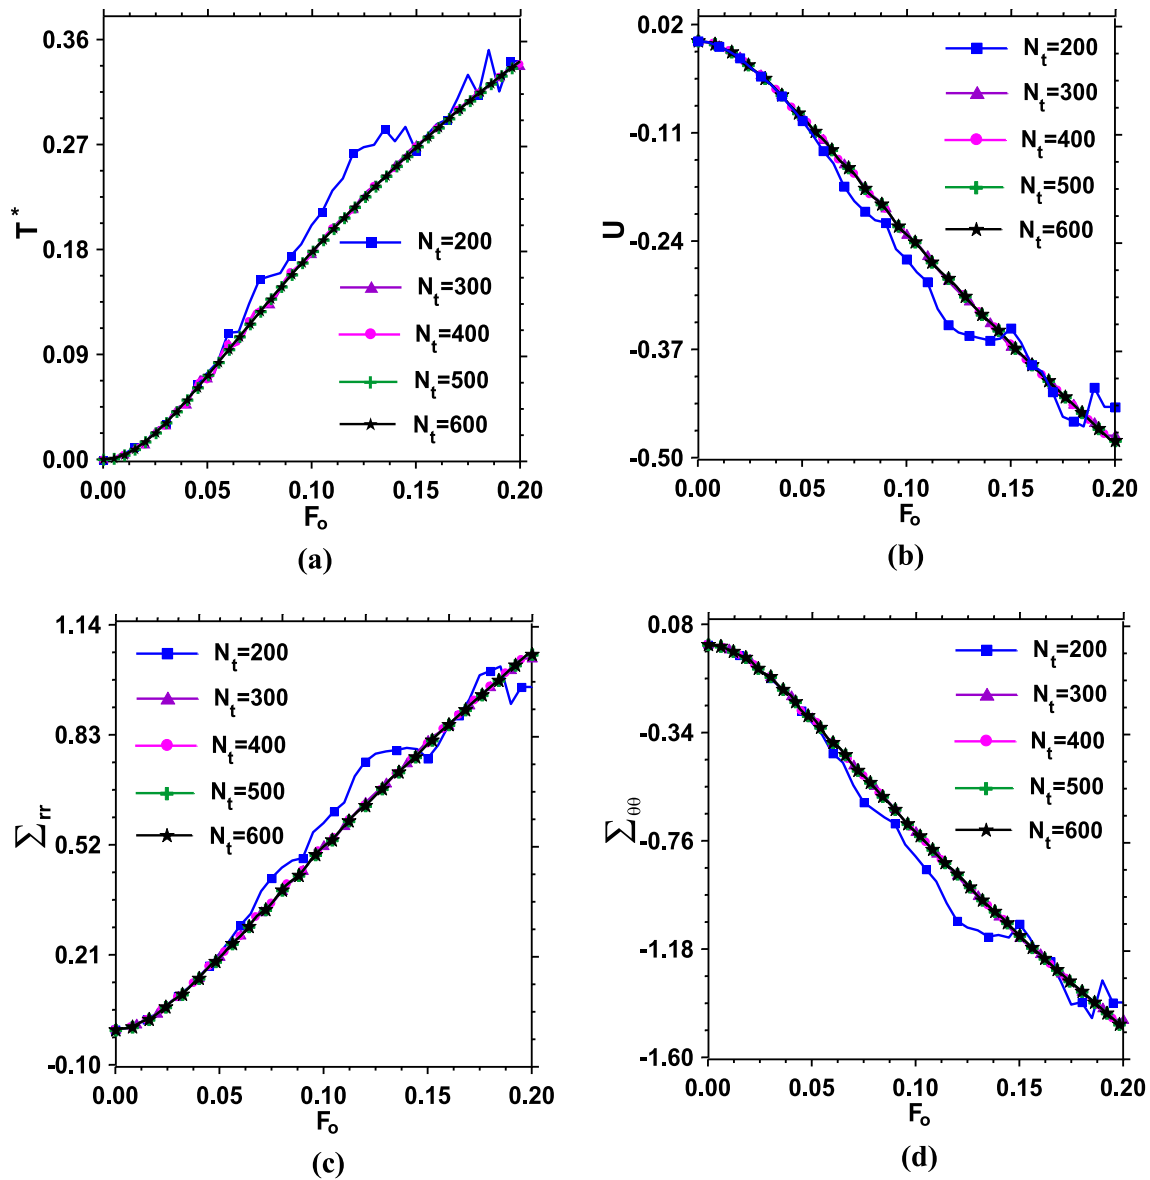 0.36
0.27
0.18
0.09
0.00
T*
N_t=200
N_t=300
N_t=400
N_t=500
N_t=600
0.00 0.05 0.10 0.15 0.20
F_o
(a)
0.02
-0.11
-0.24
-0.37
-0.50
U
N_t=200
N_t=300
N_t=400
N_t=500
N_t=600
0.00 0.05 0.10 0.15 0.20
F_o
(b)
1.14
0.83
0.52
0.21
-0.10
Σ_rr
N_t=200
N_t=300
N_t=400
N_t=500
N_t=600
0.00 0.05 0.10 0.15 0.20
F_o
(c)
0.08
-0.34
-0.76
-1.18
-1.60
Σ_θθ
N_t=200
N_t=300
N_t=400
N_t=500
N_t=600
0.00 0.05 0.10 0.15 0.20
F_o
(d)